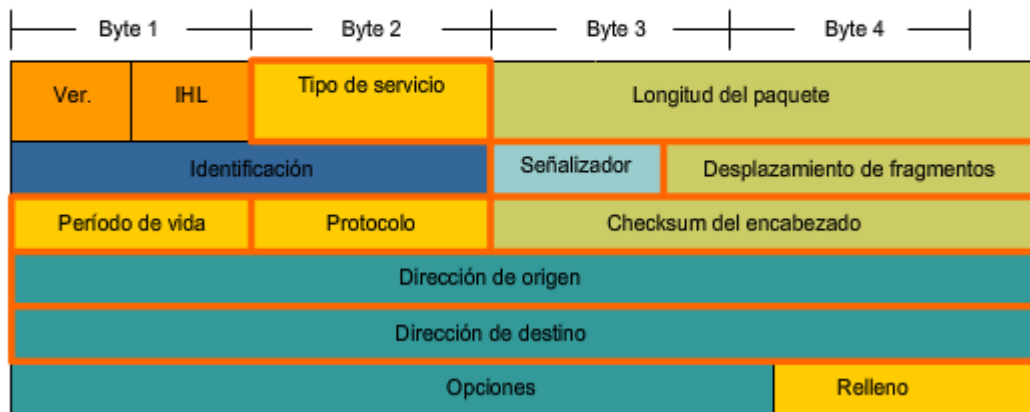 Byte 1 Byte 2 Byte 3 Byte 4
Ver. IHL Tipo de servicio Longitud del paquete
Identificación Señalizador Desplazamiento de fragmentos
Período de vida Protocolo Checksum del encabezado
Dirección de origen
Dirección de destino
Opciones Relleno